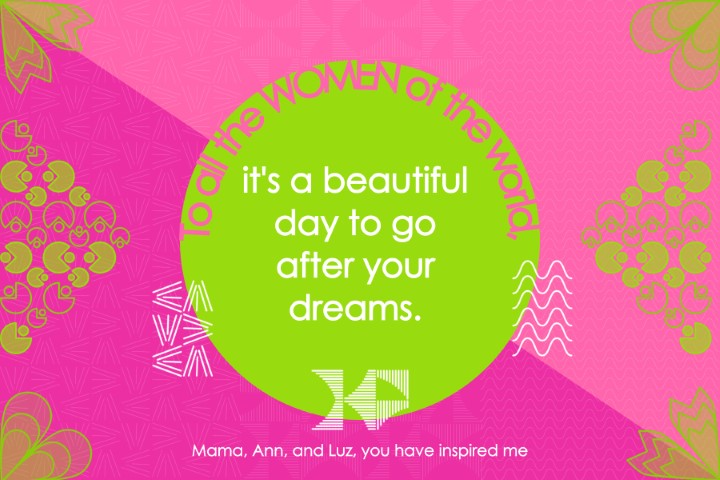 To all the WOMEN of the world,
it's a beautiful
day to go
after your
dreams.
Mama, Ann, and Luz, you have inspired me